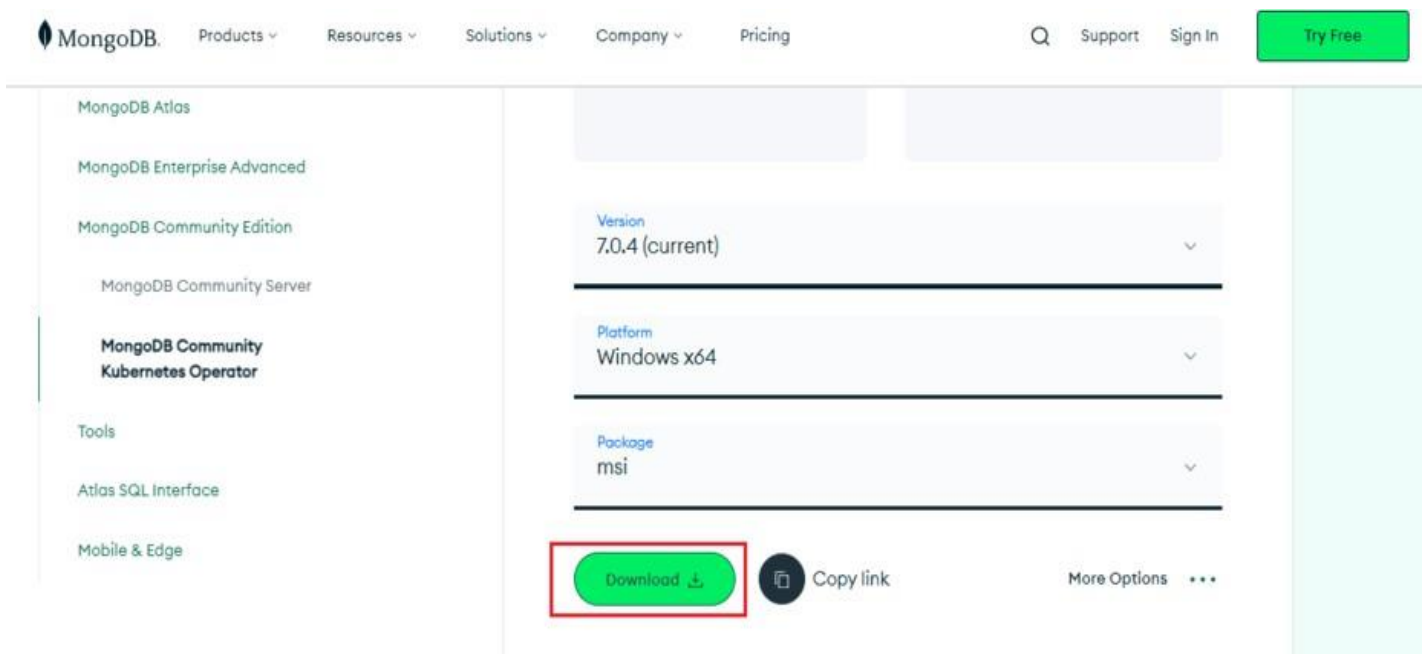 MongoDB. Products Resources Solutions Company Pricing Support Sign In Try Free
MongoDB Atlas
MongoDB Enterprise Advanced
MongoDB Community Edition
MongoDB Community Server
MongoDB Community
Kubernetes Operator
Tools
Atlas SQL Interface
Mobile & Edge
Version
7.0.4 (current)
Platform
Windows x64
Package
msi
Download Copy link More Options